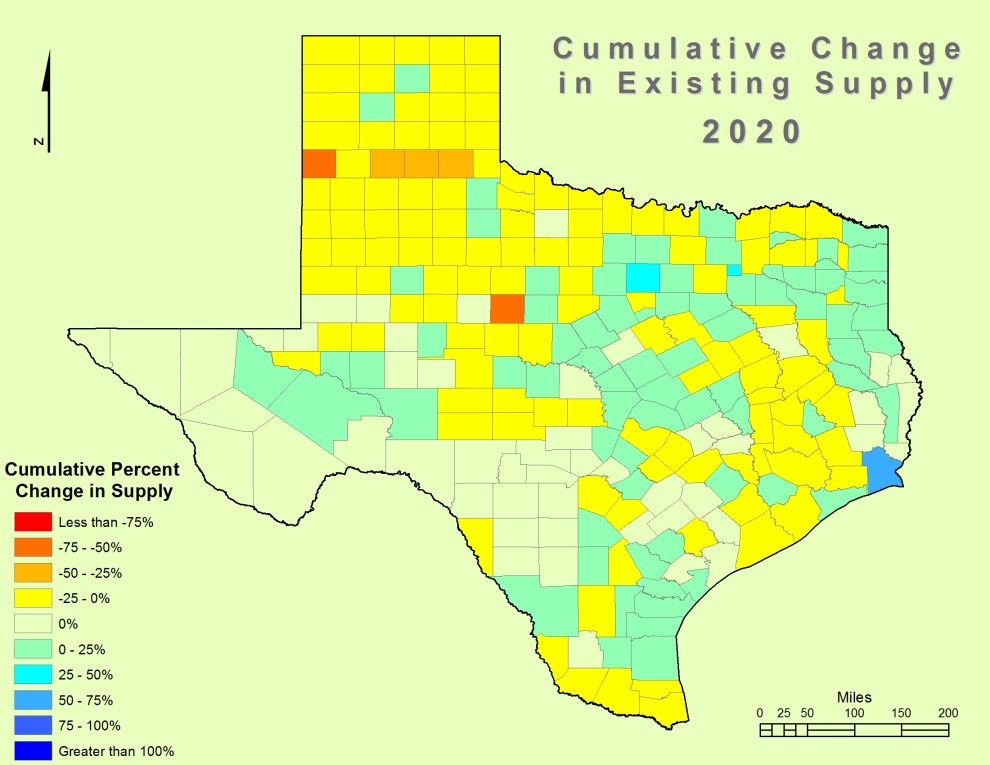 Cumulative Change
in Existing Supply
2020
N
Cumulative Percent
Change in Supply
Less than -75%
-75 - -50%
-50 - -25%
-25 - 0%
0%
0 - 25%
25 - 50%
50 - 75%
75 - 100%
Greater than 100%
Miles
0 25 50 100 150 200